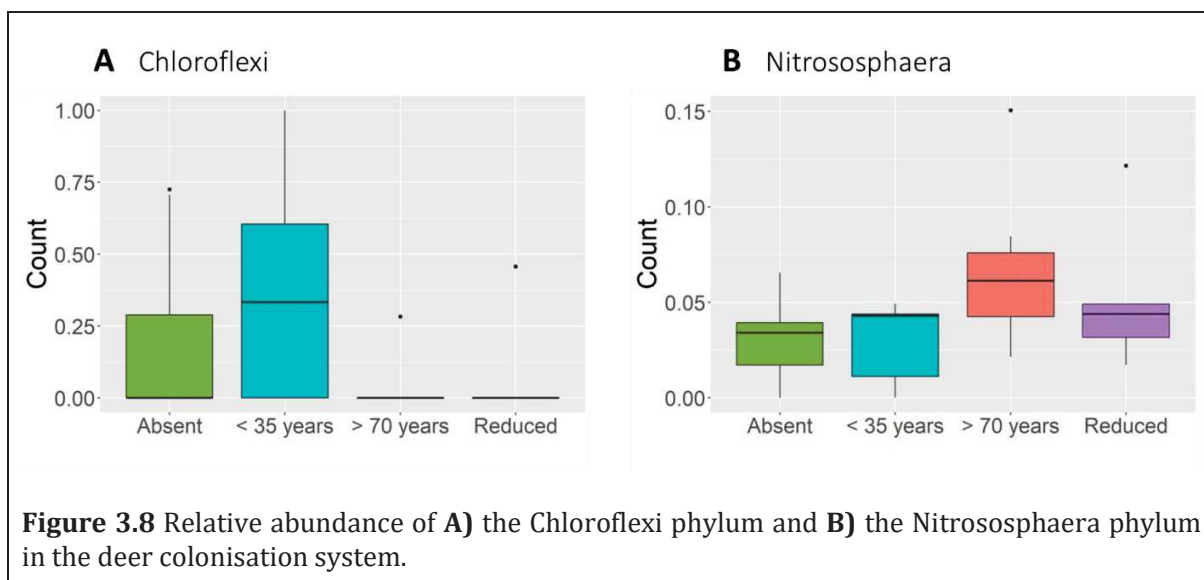 A Chloroflexi
1.00
0.75
0.50
0.25
0.00
Count
Absent < 35 years > 70 years Reduced
B Nitrososphaera
0.15
0.10
0.05
0.00
Count
Absent < 35 years > 70 years Reduced
Figure 3.8 Relative abundance of A) the Chloroflexi phylum and B) the Nitrososphaera phylum
in the deer colonisation system.